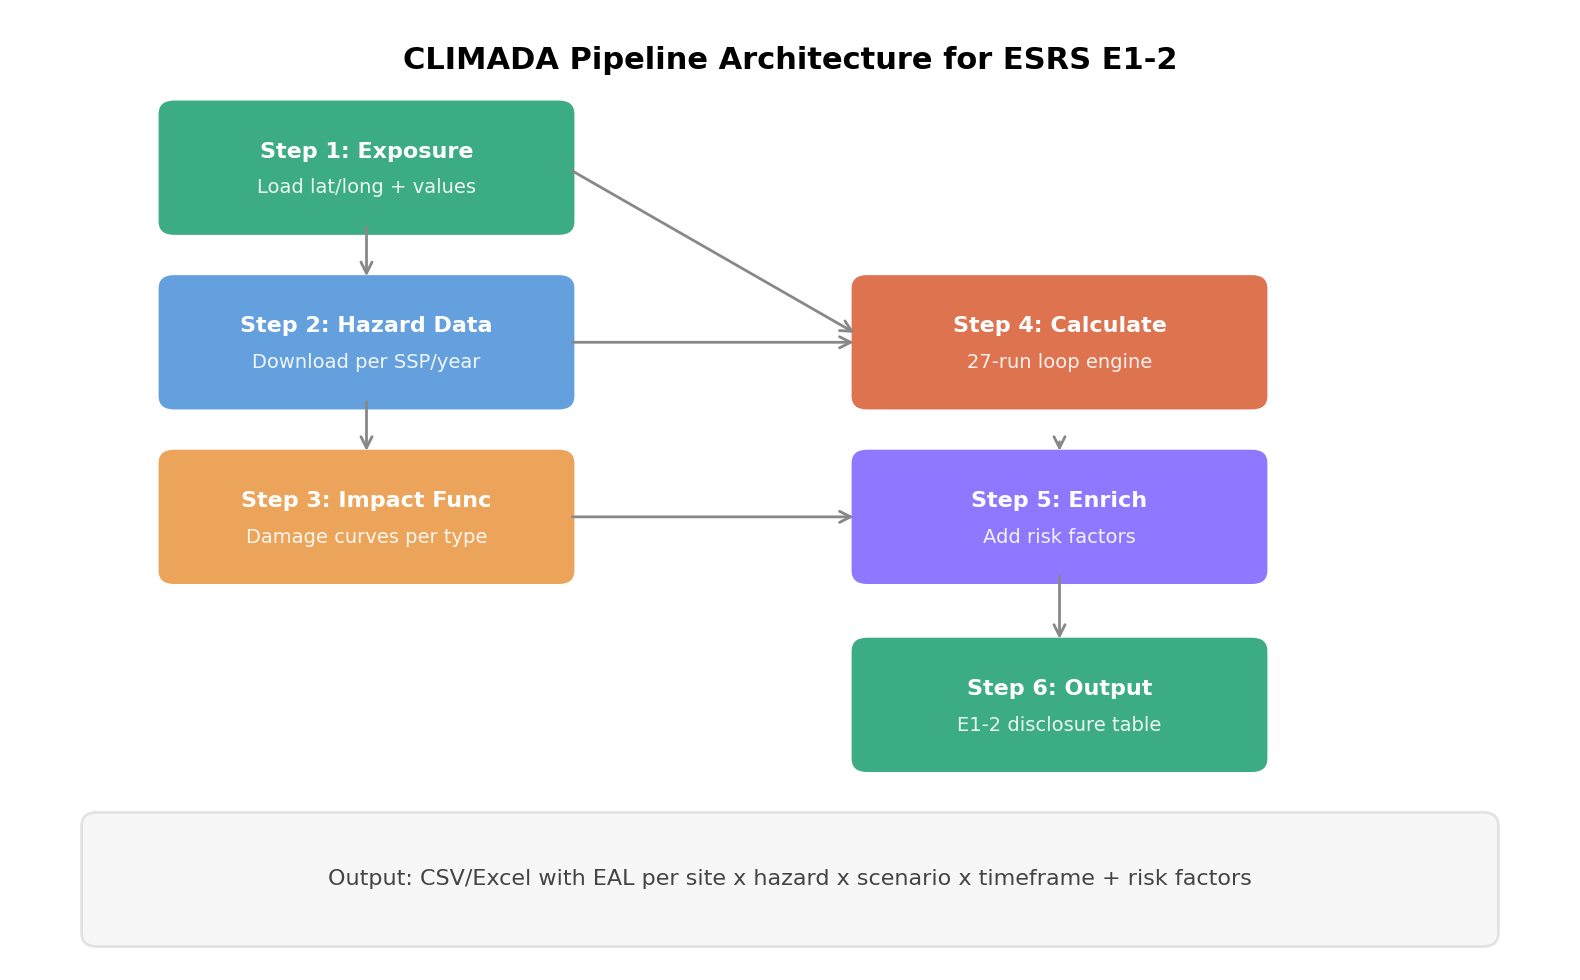 CLIMADA Pipeline Architecture for ESRS E1-2
Step 1: Exposure
Load lat/long + values
Step 2: Hazard Data
Download per SSP/year
Step 3: Impact Func
Damage curves per type
Step 4: Calculate
27-run loop engine
Step 5: Enrich
Add risk factors
Step 6: Output
E1-2 disclosure table
Output: CSV/Excel with EAL per site x hazard x scenario x timeframe + risk factors